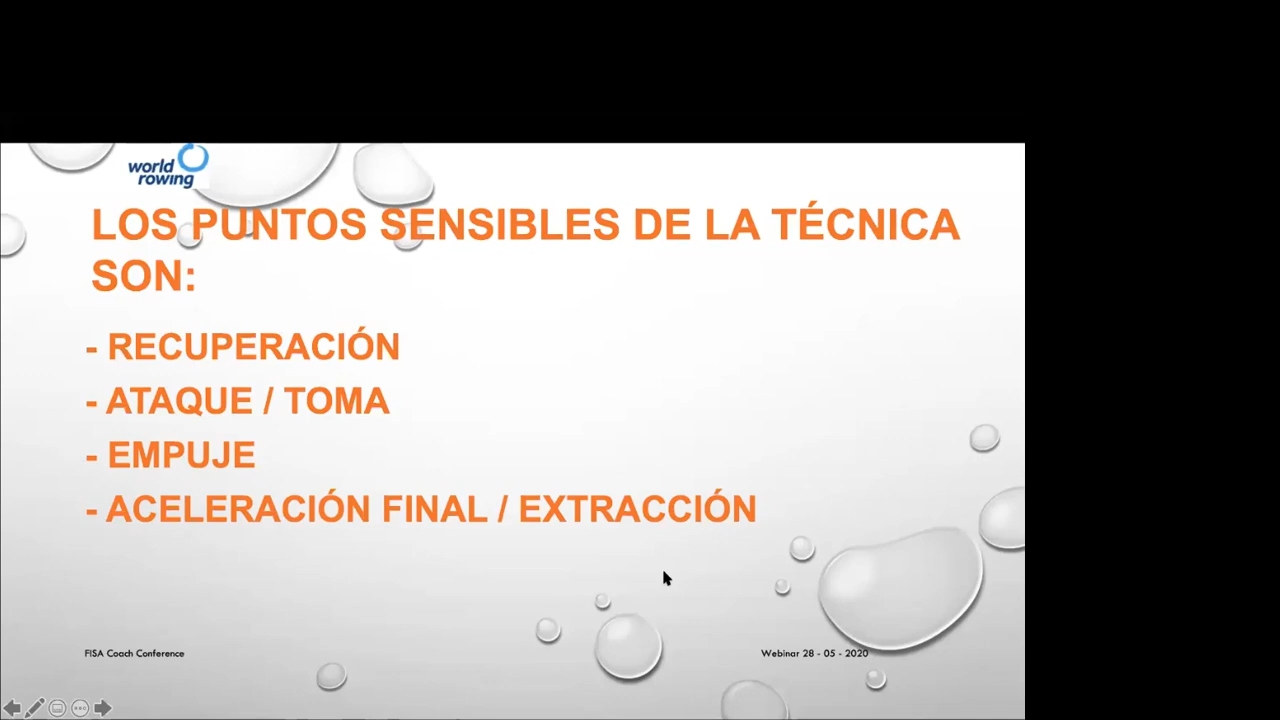 world
rowing
LOS PUNTOS SENSIBLES DE LA TÉCNICA
SON:
- RECUPERACIÓN
- ATAQUE / TOMA
- EMPUJE
- ACELERACIÓN FINAL / EXTRACCIÓN
FISA Coach Conference
Webinar 28 - 05 - 2020